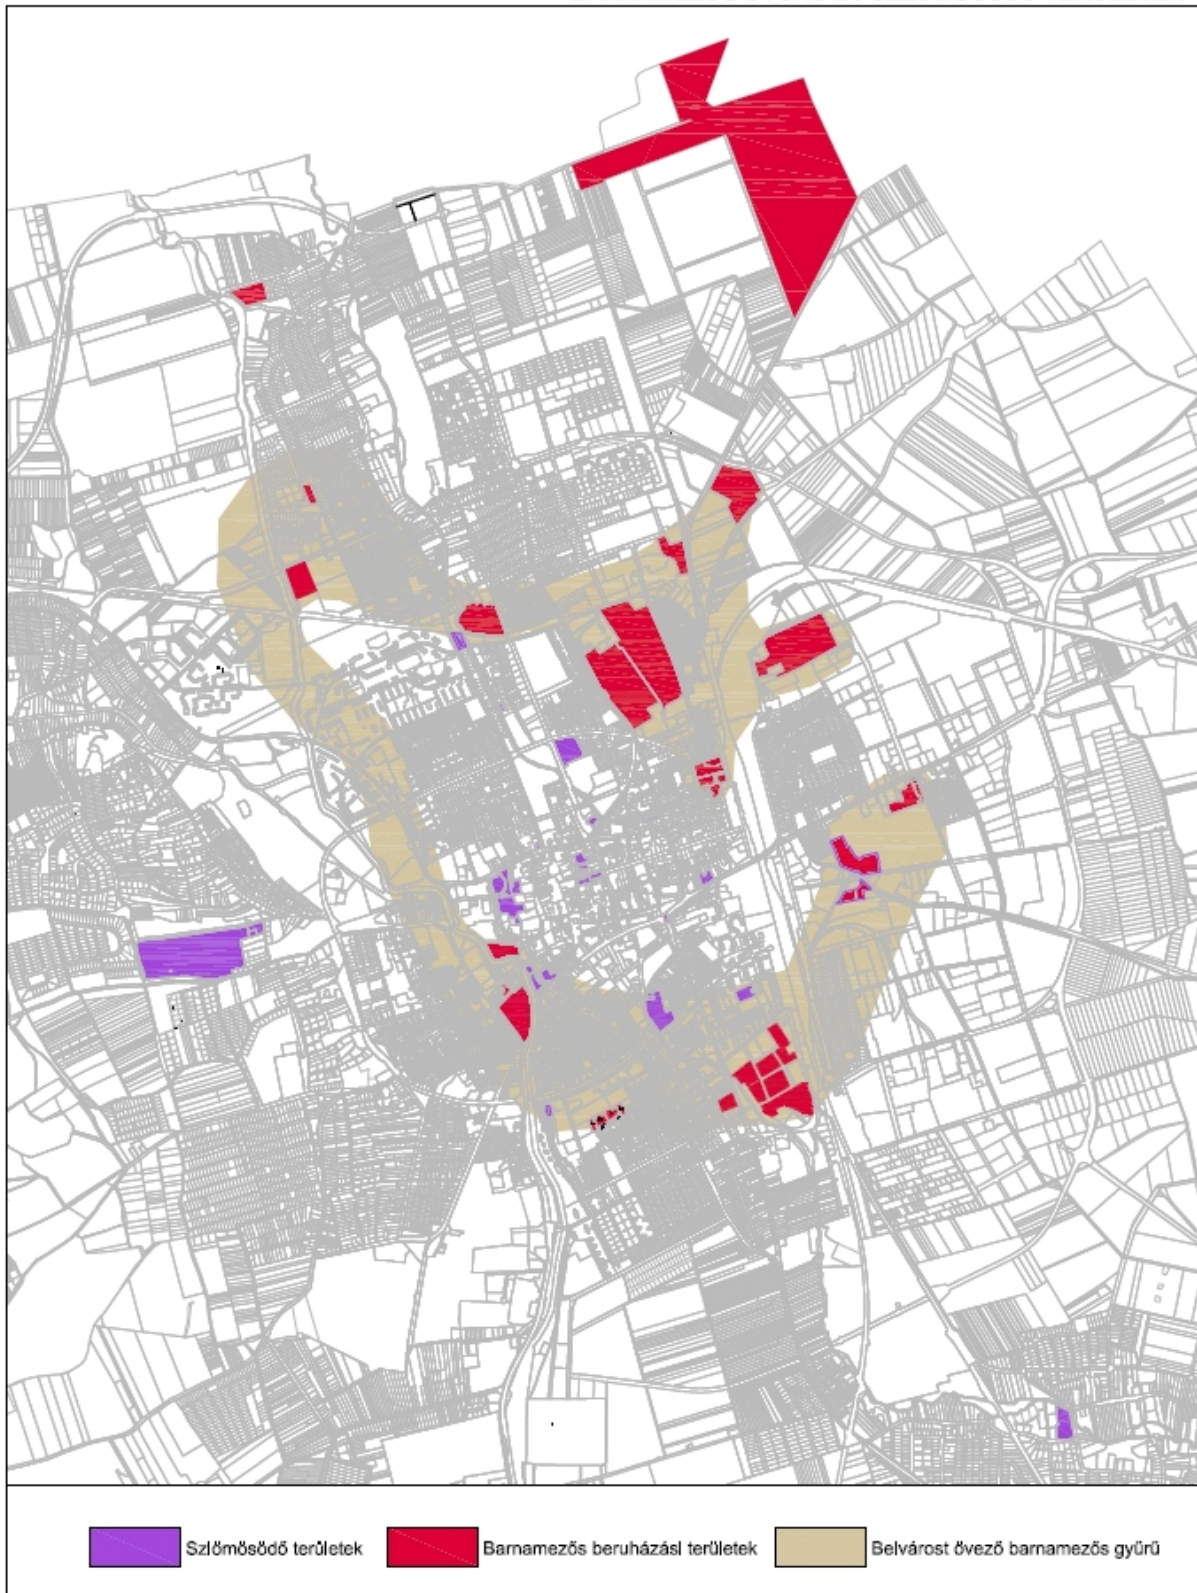 Szlömösödő területek
Barnamezős beruházási területek
Belvárost övező barnamezős gyűrű